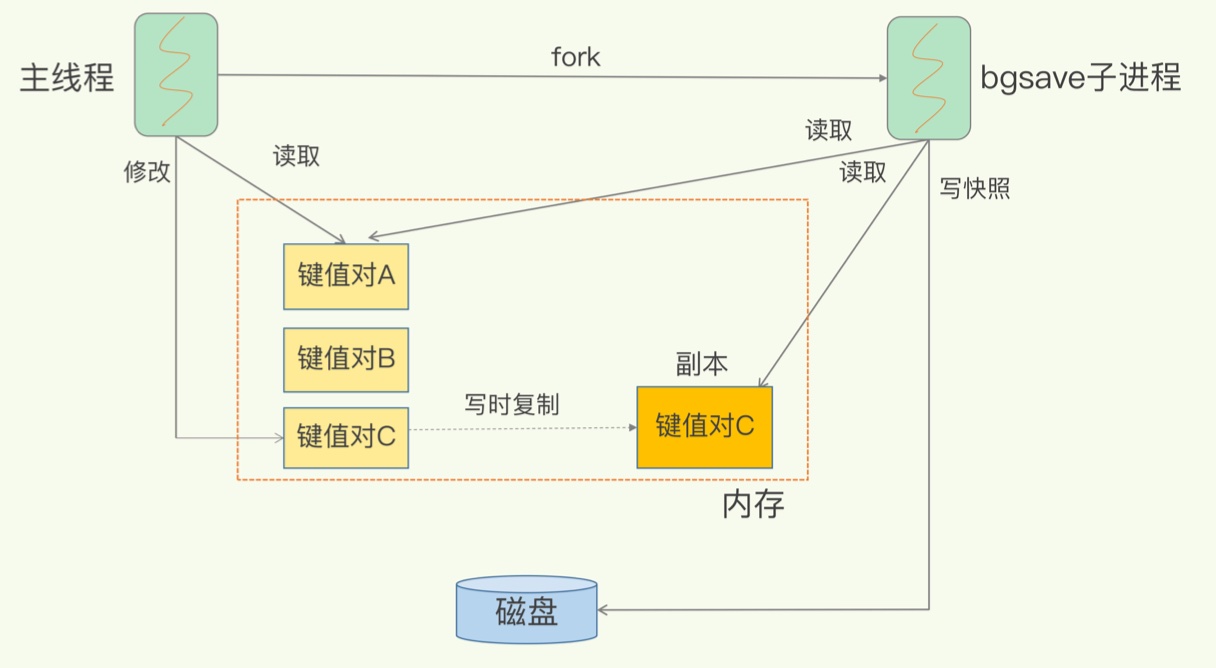 fork
主线程
bgsave子进程
读取
修改
读取
读取
写快照
键值对A
键值对B
副本
写时复制
键值对C
键值对C
内存
磁盘